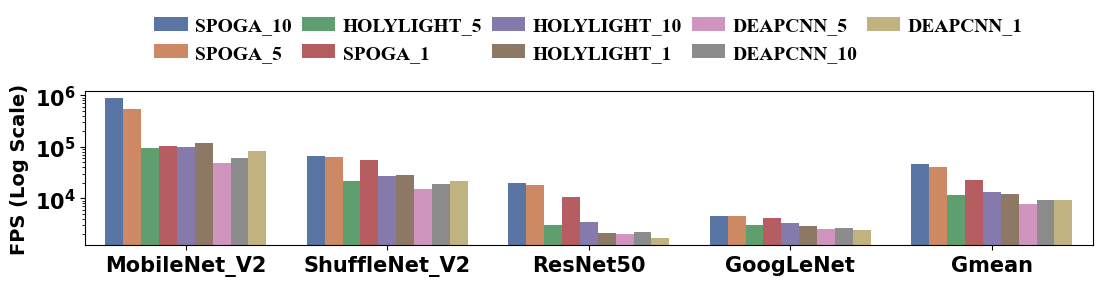 SPOGA_10 HOLYLIGHT_5 HOLYLIGHT_10 DEAPCNN_5 DEAPCNN_1
SPOGA_5 SPOGA_1 HOLYLIGHT_1 DEAPCNN_10
FPS (Log Scale)
10^6
10^5
10^4
MobileNet_V2 ShuffleNet_V2 ResNet50 GoogLeNet Gmean